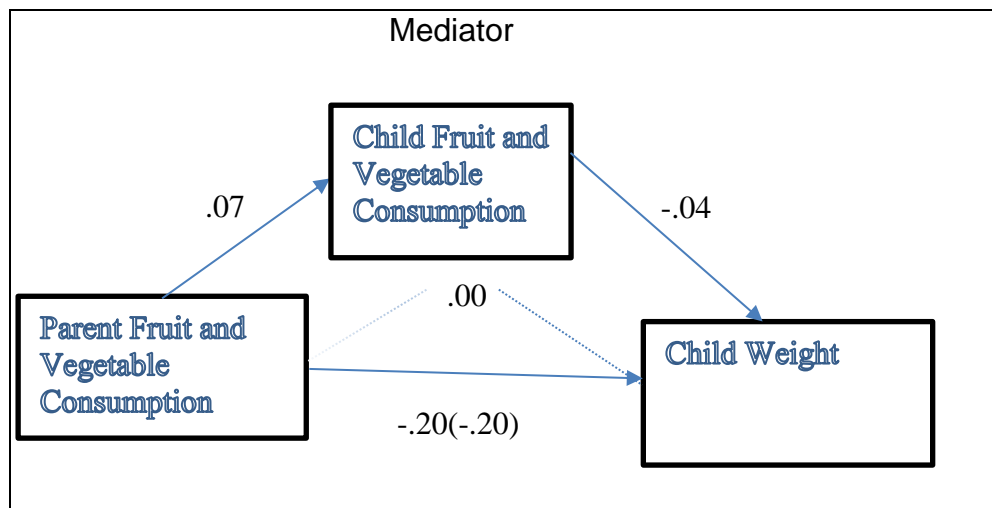 Mediator
Child Fruit and
Vegetable
Consumption
.07
-.04
.00
Parent Fruit and
Vegetable
Consumption
Child Weight
-.20(-.20)